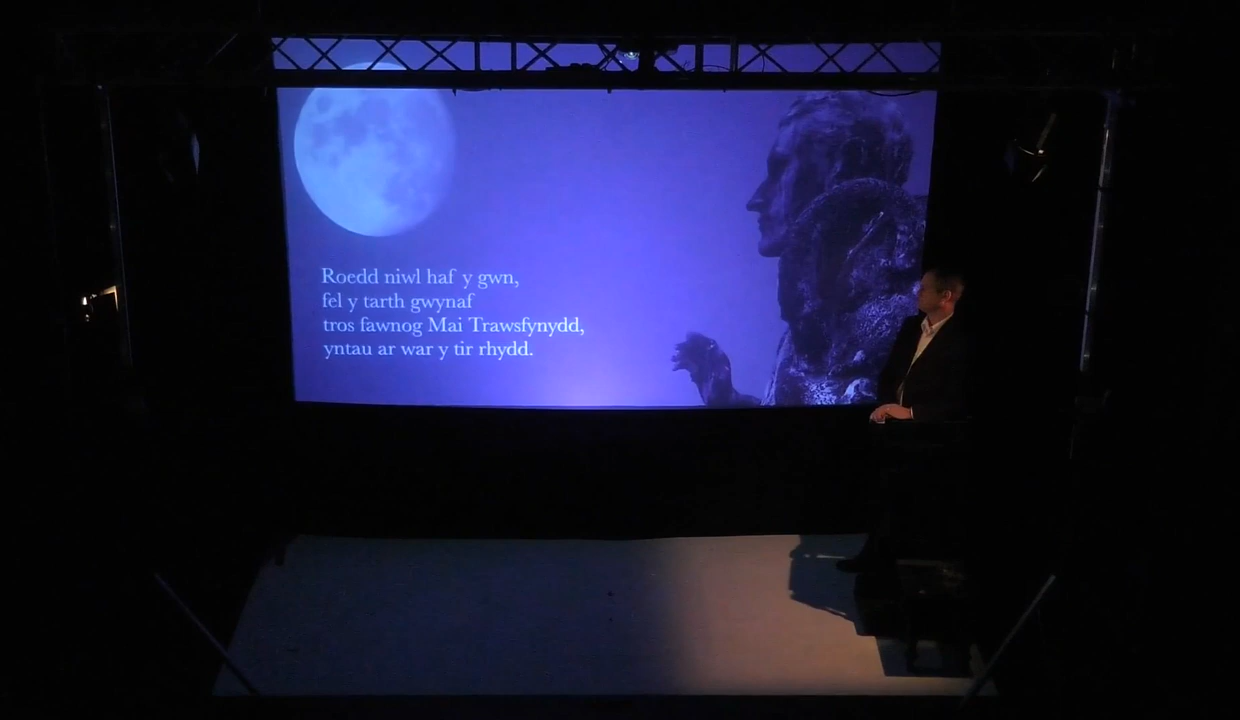 Roedd niwl haf y gwn,
fel y tarth gwynaf
tros fawnog Mai Trawsfynydd,
yntau ar war y tir rhydd.